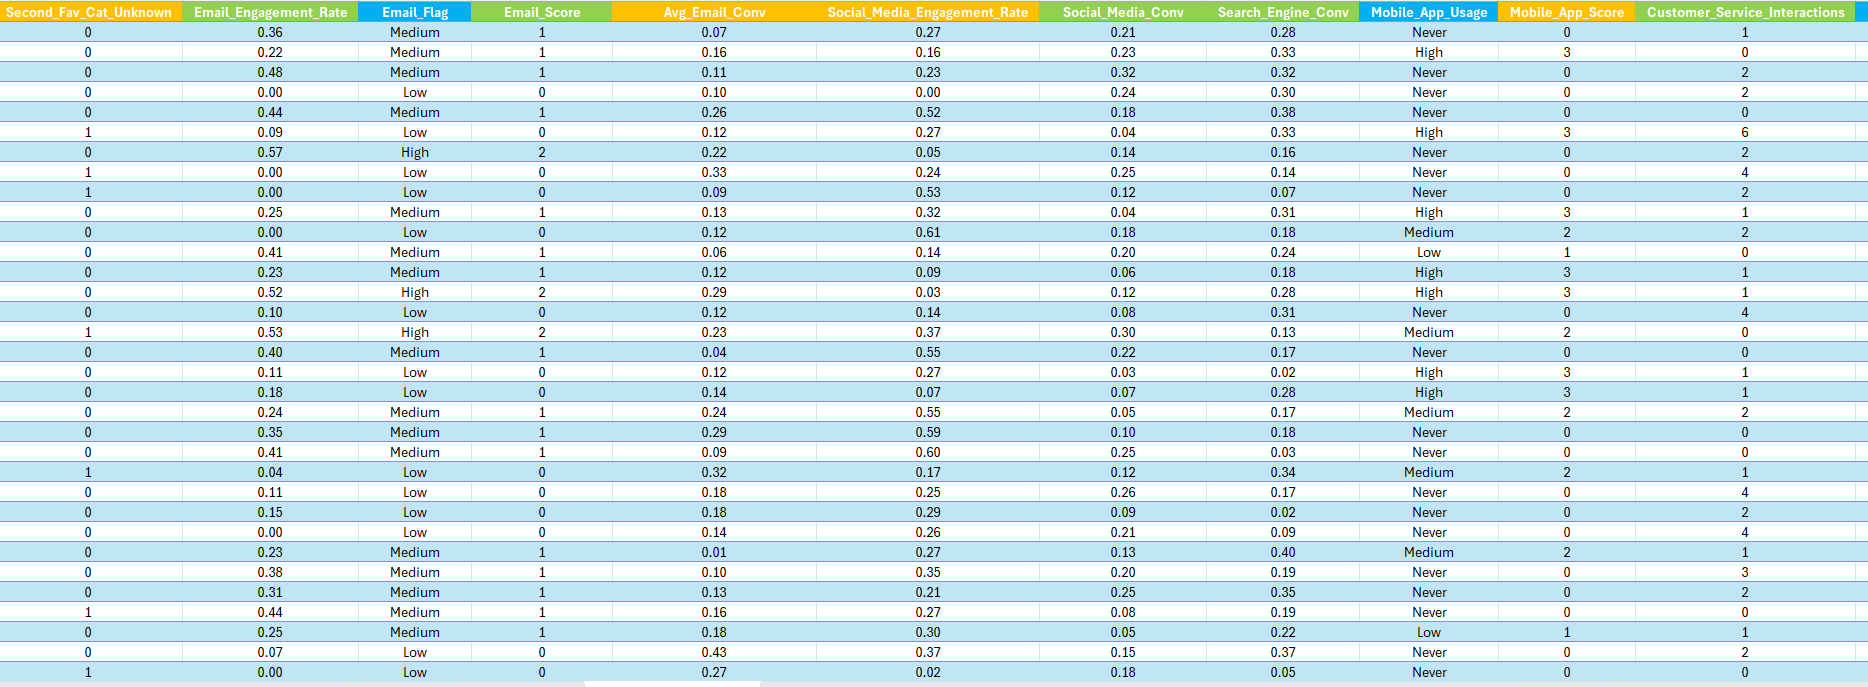 Second_Fav_Cat_Unknown Email_Engagement_Rate Email_Flag Email_Score Avg_Email_Conv Social_Media_Engagement_Rate Social_Media_Conv Search_Engine_Conv Mobile_App_Usage Mobile_App_Score Customer_Service_Interactions
0 0.36 Medium 1 0.07 0.27 0.21 0.28 Never 0 1
0 0.22 Medium 1 0.16 0.16 0.23 0.33 High 3 0
0 0.48 Medium 1 0.11 0.23 0.32 0.32 Never 0 2
0 0.00 Low 0 0.10 0.00 0.24 0.30 Never 0 2
0 0.44 Medium 1 0.26 0.52 0.18 0.38 Never 0 0
1 0.09 Low 0 0.12 0.27 0.04 0.33 High 3 6
0 0.57 High 2 0.22 0.05 0.14 0.16 Never 0 2
1 0.00 Low 0 0.33 0.24 0.25 0.14 Never 0 4
1 0.00 Low 0 0.09 0.53 0.12 0.07 Never 0 2
0 0.25 Medium 1 0.13 0.32 0.04 0.31 High 3 1
0 0.00 Low 0 0.12 0.61 0.18 0.18 Medium 2 2
0 0.41 Medium 1 0.06 0.14 0.20 0.24 Low 1 0
0 0.23 Medium 1 0.12 0.09 0.06 0.18 High 3 1
0 0.52 High 2 0.29 0.03 0.12 0.28 High 3 1
0 0.10 Low 0 0.12 0.14 0.08 0.31 Never 0 4
1 0.53 High 2 0.23 0.37 0.30 0.13 Medium 2 0
0 0.40 Medium 1 0.04 0.55 0.22 0.17 Never 0 0
0 0.11 Low 0 0.12 0.27 0.03 0.02 High 3 1
0 0.18 Low 0 0.14 0.07 0.07 0.28 High 3 1
0 0.24 Medium 1 0.24 0.55 0.05 0.17 Medium 2 2
0 0.35 Medium 1 0.29 0.59 0.10 0.18 Never 0 0
0 0.41 Medium 1 0.09 0.60 0.25 0.03 Never 0 0
1 0.04 Low 0 0.32 0.17 0.12 0.34 Medium 2 1
0 0.11 Low 0 0.18 0.25 0.26 0.17 Never 0 4
0 0.15 Low 0 0.18 0.29 0.09 0.02 Never 0 2
0 0.00 Low 0 0.14 0.26 0.21 0.09 Never 0 4
0 0.23 Medium 1 0.01 0.27 0.13 0.40 Medium 2 1
0 0.38 Medium 1 0.10 0.35 0.20 0.19 Never 0 3
0 0.31 Medium 1 0.13 0.21 0.25 0.35 Never 0 2
1 0.44 Medium 1 0.16 0.27 0.08 0.19 Never 0 0
0 0.25 Medium 1 0.18 0.30 0.05 0.22 Low 1 1
0 0.07 Low 0 0.43 0.37 0.15 0.37 Never 0 2
1 0.00 Low 0 0.27 0.02 0.18 0.05 Never 0 0